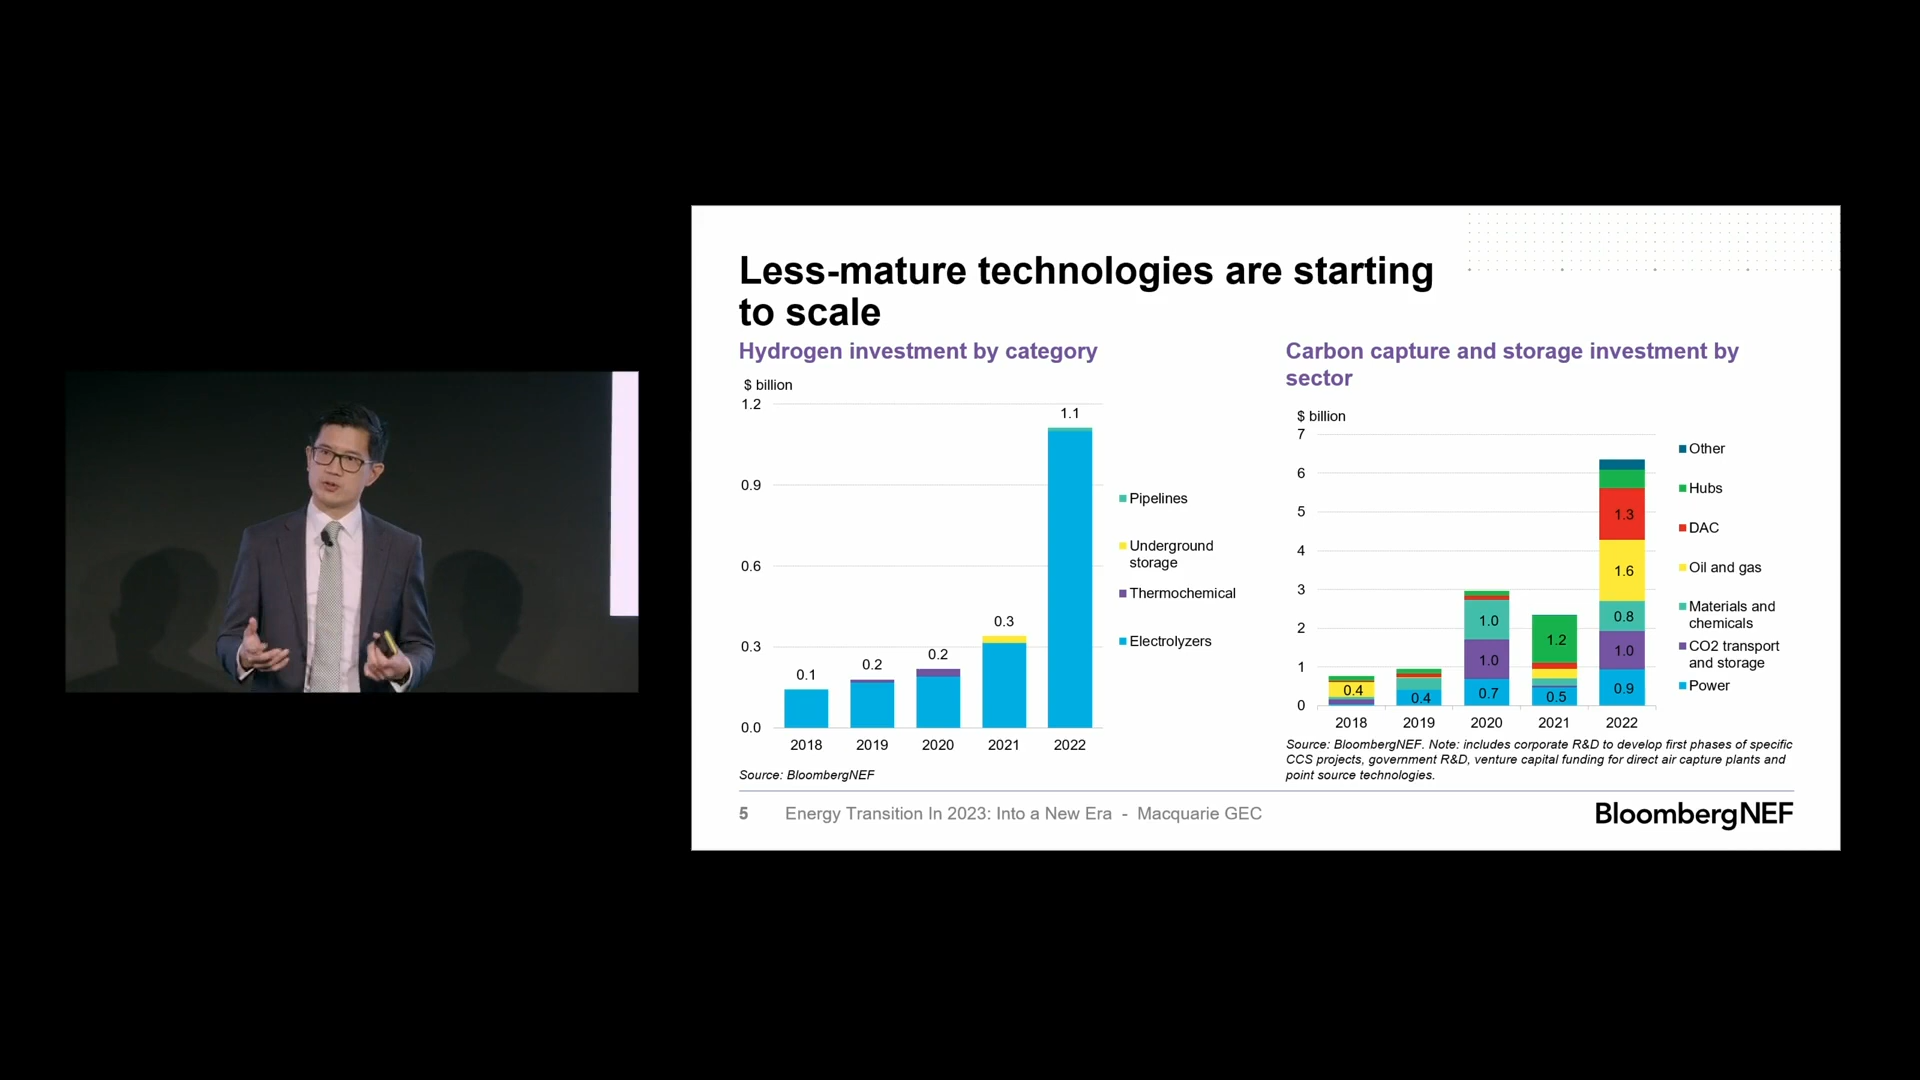 Less-mature technologies are starting
to scale
Hydrogen investment by category
$ billion
1.2
0.9
0.6
0.3
0.0
0.1
0.2
0.2
0.3
1.1
2018
2019
2020
2021
2022
Pipelines
Underground
storage
Thermochemical
Electrolyzers
Source: BloombergNEF
Carbon capture and storage investment by
sector
$ billion
7
6
5
4
3
2
1
0
0.4
0.4
1.0
1.0
0.7
1.2
0.5
1.3
1.6
0.8
1.0
0.9
2018
2019
2020
2021
2022
Other
Hubs
DAC
Oil and gas
Materials and
chemicals
CO2 transport
and storage
Power
Source: BloombergNEF. Note: includes corporate R&D to develop first phases of specific
CCS projects, government R&D, venture capital funding for direct air capture plants and
point source technologies.
5 Energy Transition In 2023: Into a New Era - Macquarie GEC
BloombergNEF